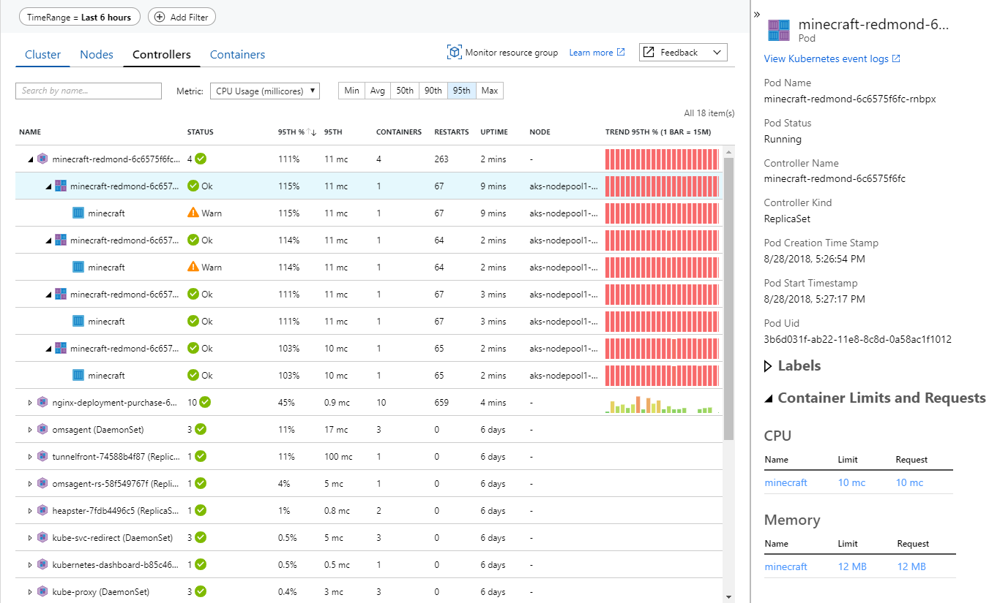 TimeRange = Last 6 hours Add Filter
Cluster Nodes Controllers Containers Monitor resource group Learn more Feedback
Search by name... Metric: CPU Usage (millicores) Min Avg 50th 90th 95th Max
All 18 item(s)
NAME STATUS 95TH % 95TH CONTAINERS RESTARTS UPTIME NODE TREND 95TH % (1 BAR = 15M)
minecraft-redmond-6c6575f6fc... 4 111% 11 mc 4 263 2 mins -
minecraft-redmond-6c657... Ok 115% 11 mc 1 67 9 mins aks-nodepool1-...
minecraft Warn 115% 11 mc 1 67 9 mins aks-nodepool1-...
minecraft-redmond-6c657... Ok 114% 11 mc 1 64 2 mins aks-nodepool1-...
minecraft Warn 114% 11 mc 1 64 2 mins aks-nodepool1-...
minecraft-redmond-6c657... Ok 111% 11 mc 1 67 3 mins aks-nodepool1-...
minecraft Ok 111% 11 mc 1 67 3 mins aks-nodepool1-...
minecraft-redmond-6c657... Ok 103% 10 mc 1 65 2 mins aks-nodepool1-...
minecraft Ok 103% 10 mc 1 65 2 mins aks-nodepool1-...
nginx-deployment-purchase-6... 10 45% 0.9 mc 10 659 4 mins -
omsagent (DaemonSet) 3 11% 17 mc 3 0 6 days -
tunnelfront-74588b4f87 (Replic... 1 11% 100 mc 1 0 6 days -
omsagent-rs-58f549767f (Repli... 1 4% 5 mc 1 0 6 days -
heapster-7fdb4496c5 (ReplicaS... 1 1% 0.8 mc 2 0 6 days -
kube-svc-redirect (DaemonSet) 3 0.5% 5 mc 3 0 6 days -
kubernetes-dashboard-b85c46... 1 0.5% 0.5 mc 1 0 6 days -
kube-proxy (DaemonSet) 3 0.4% 3 mc 3 0 6 days -
minecraft-redmond-6...
Pod
View Kubernetes event logs
Pod Name
minecraft-redmond-6c6575f6fc-rnbpx
Pod Status
Running
Controller Name
minecraft-redmond-6c6575f6fc
Controller Kind
ReplicaSet
Pod Creation Time Stamp
8/28/2018, 5:26:54 PM
Pod Start Timestamp
8/28/2018, 5:27:17 PM
Pod Uid
3b6d031f-ab22-11e8-8c8d-0a58ac1f1012
Labels
Container Limits and Requests
CPU
Name Limit Request
minecraft 10 mc 10 mc
Memory
Name Limit Request
minecraft 12 MB 12 MB